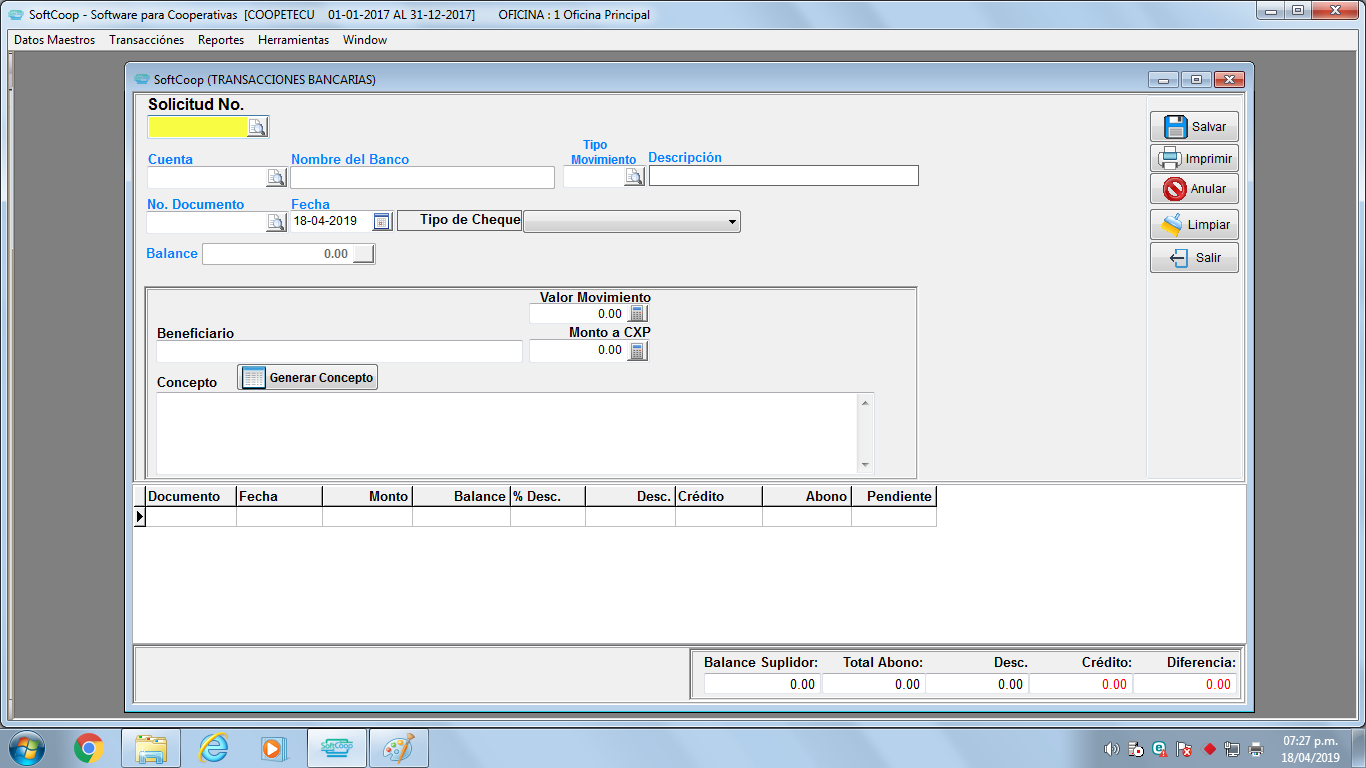 SoftCoop - Software para Cooperativas [COOPETECU 01-01-2017 AL 31-12-2017] OFICINA : 1 Oficina Principal
Datos Maestros Transacciónes Reportes Herramientas Window
SoftCoop (TRANSACCIONES BANCARIAS)
Solicitud No.
Salvar
Imprimir
Anular
Limpiar
Salir
Cuenta Nombre del Banco Tipo Movimiento Descripción
No. Documento Fecha
18-04-2019 Tipo de Cheque
Balance 0.00
Valor Movimiento
0.00
Beneficiario Monto a CXP
0.00
Concepto Generar Concepto
Documento Fecha Monto Balance % Desc. Desc. Crédito Abono Pendiente
Balance Suplidor: Total Abono: Desc. Crédito: Diferencia:
0.00 0.00 0.00 0.00 0.00
SoftCoop
07:27 p.m.
18/04/2019